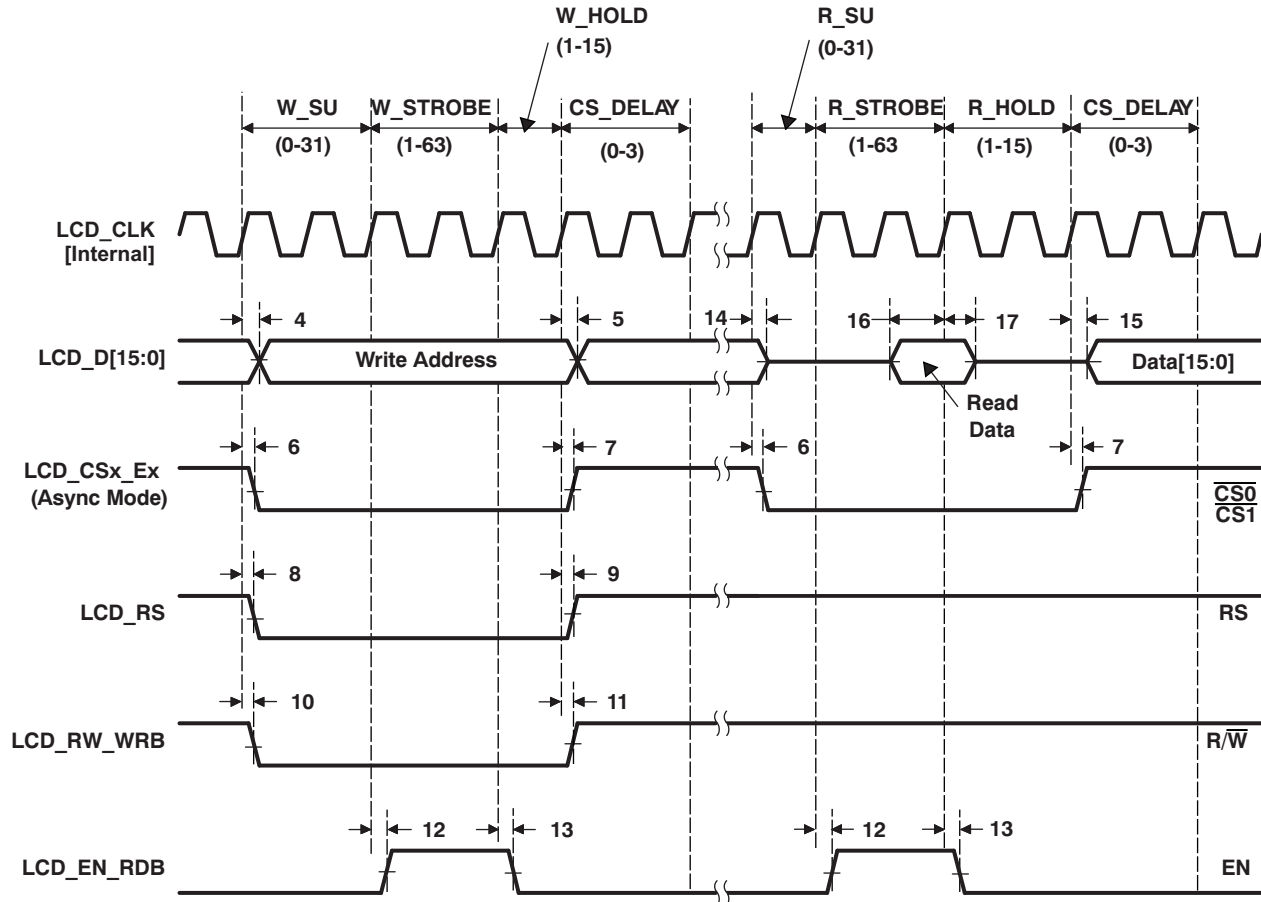 W_HOLD
(1-15)
R_SU
(0-31)
W_SU
(0-31)
W_STROBE
(1-63)
CS_DELAY
(0-3)
R_STROBE
(1-63
R_HOLD
(1-15)
CS_DELAY
(0-3)
LCD_CLK
[Internal]
4
5
14
16
17
15
LCD_D[15:0]
Write Address
Data[15:0]
Read
Data
6
7
6
7
LCD_CSx_Ex
(Async Mode)
CS0
CS1
8
9
LCD_RS
RS
10
11
LCD_RW_WRB
R/W
12
13
12
13
LCD_EN_RDB
EN